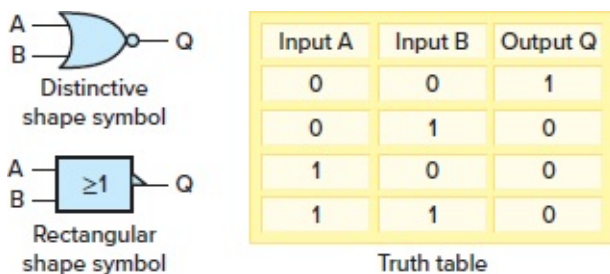 A
B
Q
Distinctive
shape symbol
A
B
≥1
Q
Rectangular
shape symbol
Input A Input B Output Q
0 0 1
0 1 0
1 0 0
1 1 0
Truth table